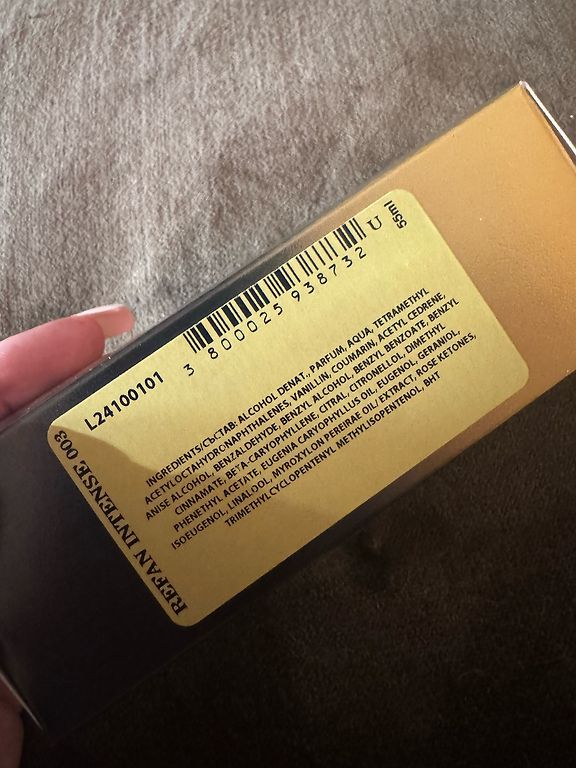 REFAN INTENSE 003
L24100101
3 800025 938732
U
55ml
INGREDIENTS/СЪСТАВ: ALCOHOL DENAT., PARFUM, AQUA, TETRAMETHYL
ACETYLOCTAHYDRONAPHTHALENES, VANILLIN, COUMARIN, ACETYL CEDRENE,
ANISE ALCOHOL, BENZALDEHYDE, BENZYL ALCOHOL, BENZYL BENZOATE, BENZYL
CINNAMATE, BETA-CARYOPHYLLENE, CITRAL, CITRONELLOL, DIMETHYL
PHENETHYL ACETATE, EUGENIA CARYOPHYLLUS OIL, EUGENOL, GERANIOL,
ISOEUGENOL, LINALOOL, MYROXYLON PEREIRAE OIL/ EXTRACT, ROSE KETONES,
TRIMETHYLCYCLOPENTENYL METHYLISOPENTENOL, BHT